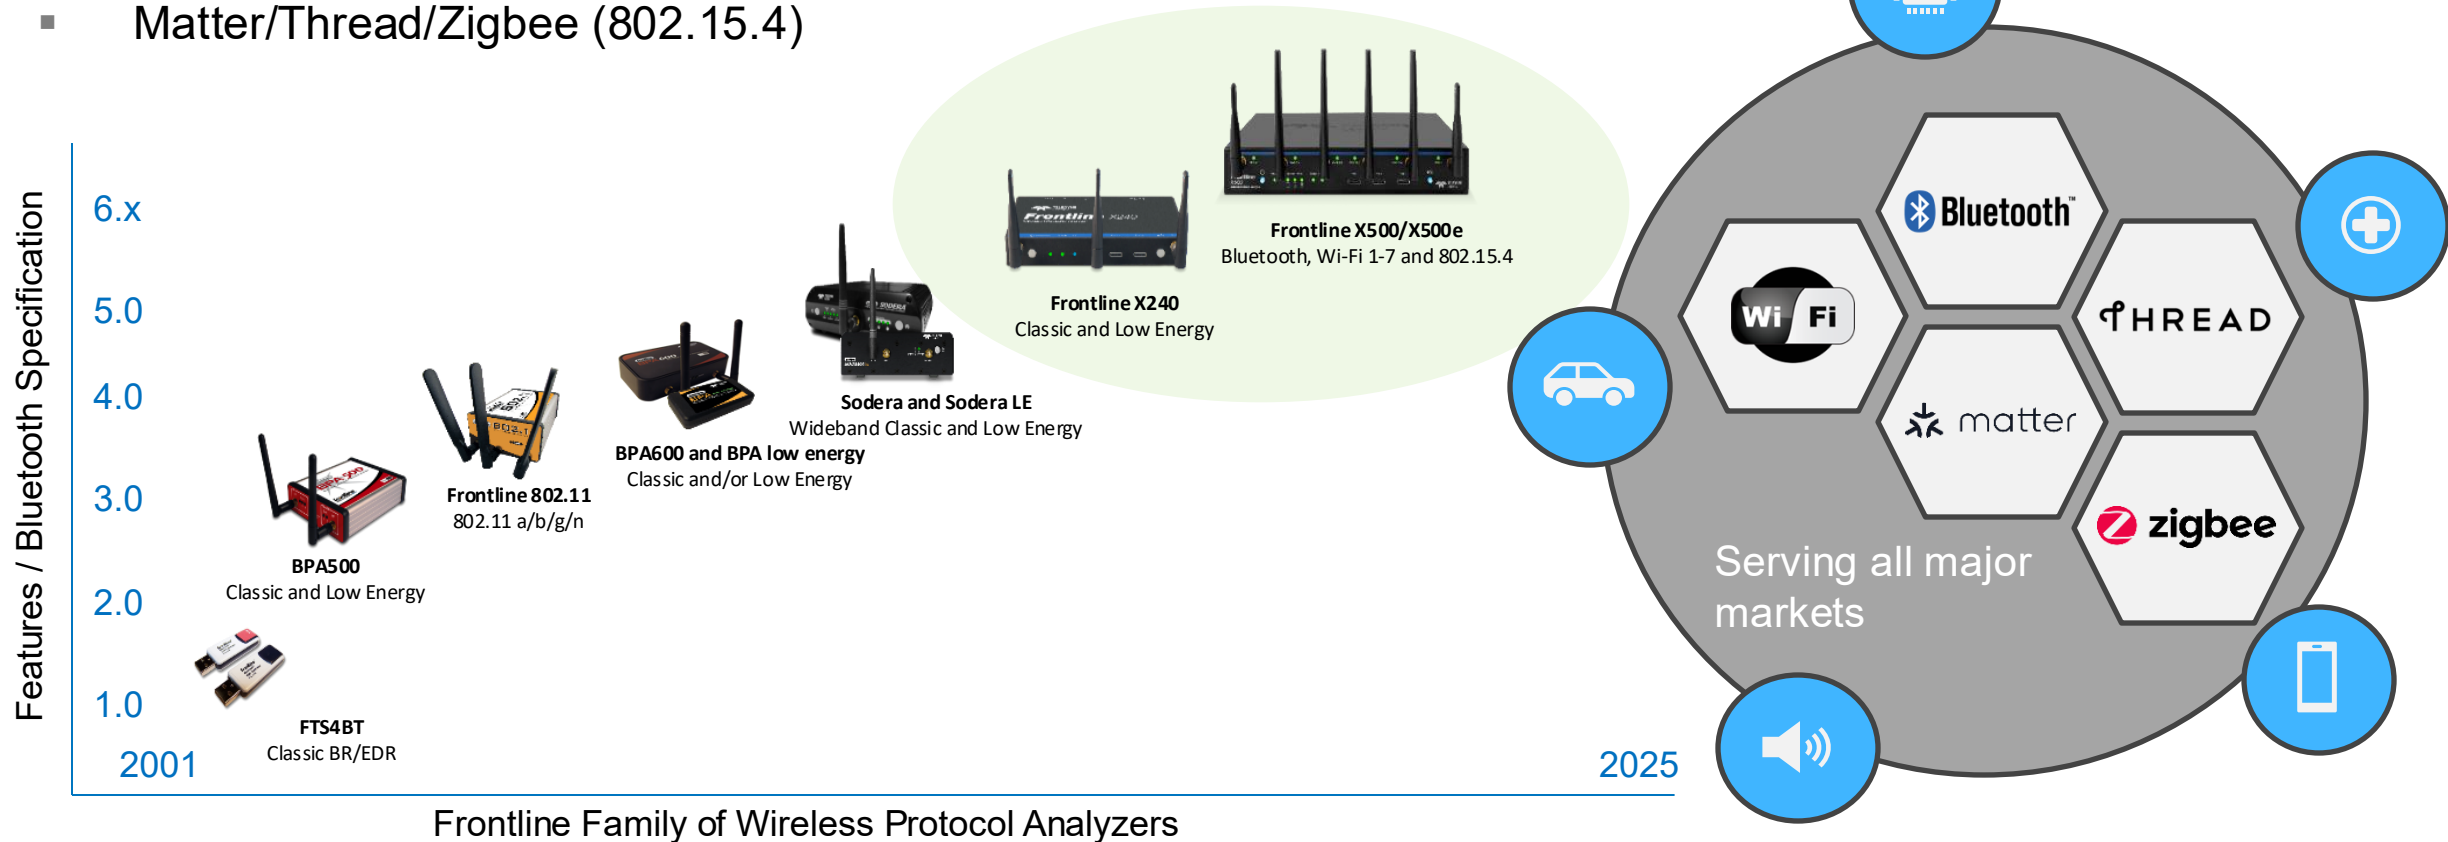 ▪ Matter/Thread/Zigbee (802.15.4)
Features / Bluetooth Specification
6.x
5.0
4.0
3.0
2.0
1.0
2001
2025
Frontline Family of Wireless Protocol Analyzers
FTS4BT
Classic BR/EDR
BPA500
Classic and Low Energy
Frontline 802.11
802.11 a/b/g/n
BPA600 and BPA low energy
Classic and/or Low Energy
SODERA
Sodera and Sodera LE
Wideband Classic and Low Energy
Frontline X240
Frontline X240
Classic and Low Energy
Frontline X500/X500e
Bluetooth, Wi-Fi 1-7 and 802.15.4
Bluetooth™
Wi Fi
THREAD
matter
zigbee
Serving all major
markets